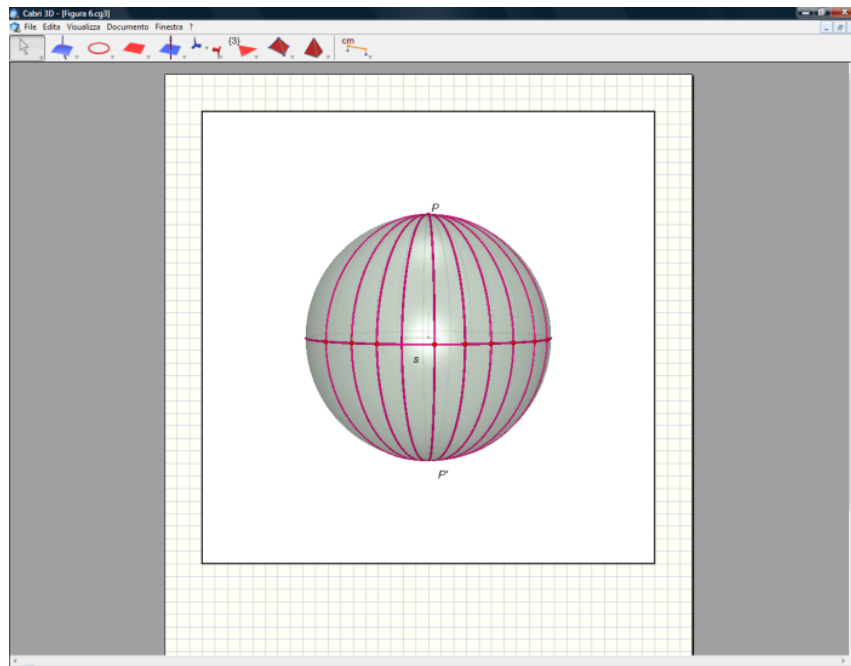 Cabri 3D - [Figura 6.cg3]
File Edita Visualizza Documento Finestra ?
{3} cm
P
s
P'